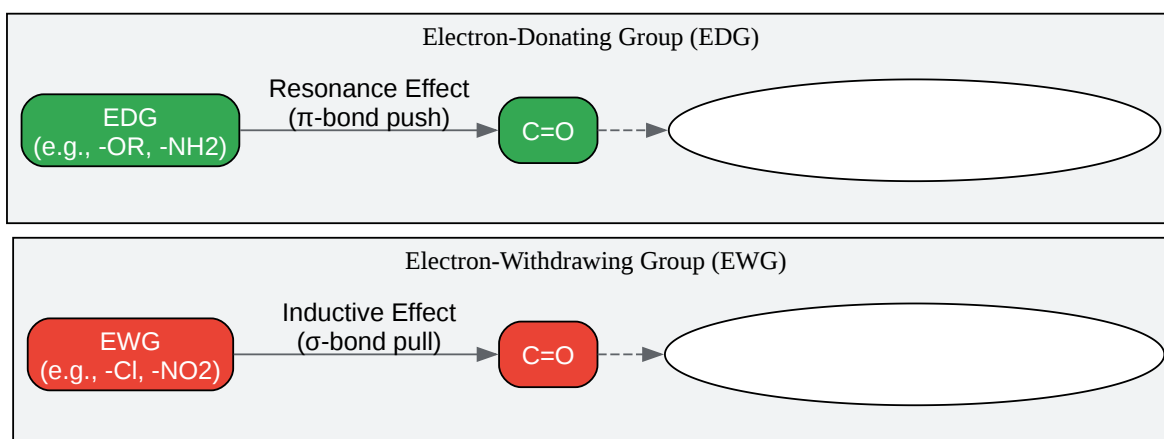 Electron-Donating Group (EDG)
EDG
(e.g., -OR, -NH2)
Resonance Effect
(π-bond push)
C=O
Electron-Withdrawing Group (EWG)
EWG
(e.g., -Cl, -NO2)
Inductive Effect
(σ-bond pull)
C=O